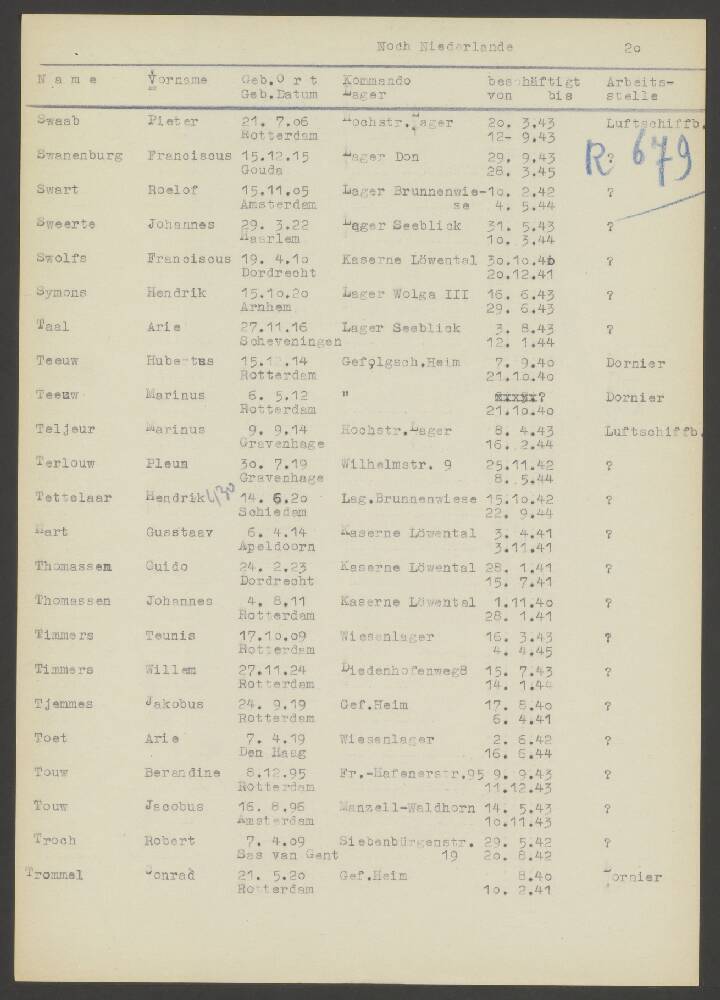 Noch Niederlande 20
N a m e Vorname Geb.O r t Kommando beschäftigt Arbeits-
Geb.Datum Lager von bis stelle
Swaab Pieter 21. 7.06 Hochstr.Lager 20. 3.43 Luftschiffb.
Rotterdam 12- 9.43
R 679
Swanenburg Franciscus 15.12.15 Lager Don 29. 9.43 ?
Gouda 28. 3.45
Swart Roelof 15.11.05 Lager Brunnenwie-10. 2.42 ?
Amsterdam se 4. 5.44
Sweerte Johannes 29. 3.22 Lager Seeblick 31. 5.43 ?
Haarlem 10. 3.44
Swolfs Franciscus 19. 4.10 Kaserne Löwental 30.10.40 ?
Dordrecht 20.12.41
Symons Hendrik 15.10.20 Lager Wolga III 16. 6.43 ?
Arnhem 29. 6.43
Taal Arie 27.11.16 Lager Seeblick 3. 8.43 ?
Scheveningen 12. 1.44
Teeuw Hubertus 15.1 .14 Gefolgsch.Heim 7. 9.40 Dornier
Rotterdam 21.10.40
Teeuw Marinus 6. 5.12 " ? Dornier
Rotterdam 21.10.40
Teljeur Marinus 9. 9.14 Hochstr.Lager 8. 4.43 Luftschiffb.
Gravenhage 16. 2.44
Terlouw Pleun 30. 7.19 Wilhelmstr. 9 25.11.42 ?
Gravenhage 8. 5.44
Tettelaar Hendrik 14. 6.20 Lag.Brunnenwiese 15.10.42 ?
Schiedam 22. 9.44
Hart Gusstaav 6. 4.14 Kaserne Löwental 3. 4.41 ?
Apeldoorn 3.11.41
Thomassen Guido 24. 2.23 Kaserne Löwental 28. 1.41 ?
Dordrecht 15. 7.41
Thomassen Johannes 4. 8.11 Kaserne Löwental 1.11.40 ?
Rotterdam 28. 1.41
Timmers Teunis 17.10.09 Wiesenlager 16. 3.43 ?
Rotterdam 4. 4.45
Timmers Willem 27.11.24 Diedenhofenweg8 15. 7.43 ?
Rotterdam 14. 1.44
Tjemmes Jakobus 24. 9.19 Gef.Heim 17. 8.40 ?
Rotterdam 6. 4.41
Toet Arie 7. 4.19 Wiesenlager 2. 6.42 ?
Den Haag 16. 6.44
Touw Berandine 8.12.95 Fr.-Hafenerstr.95 9. 9.43 ?
Rotterdam 11.12.43
Touw Jacobus 16. 8.96 Manzell-Waldhorn 14. 5.43 ?
Amsterdam 10.11.43
Troch Robert 7. 4.09 Siebenbürgenstr. 29. 5.42 ?
Sas van Gent 19 20. 8.42
Trommel Conrad 21. 5.20 Gef.Heim 8.40 Dornier
Rotterdam 10. 2.41